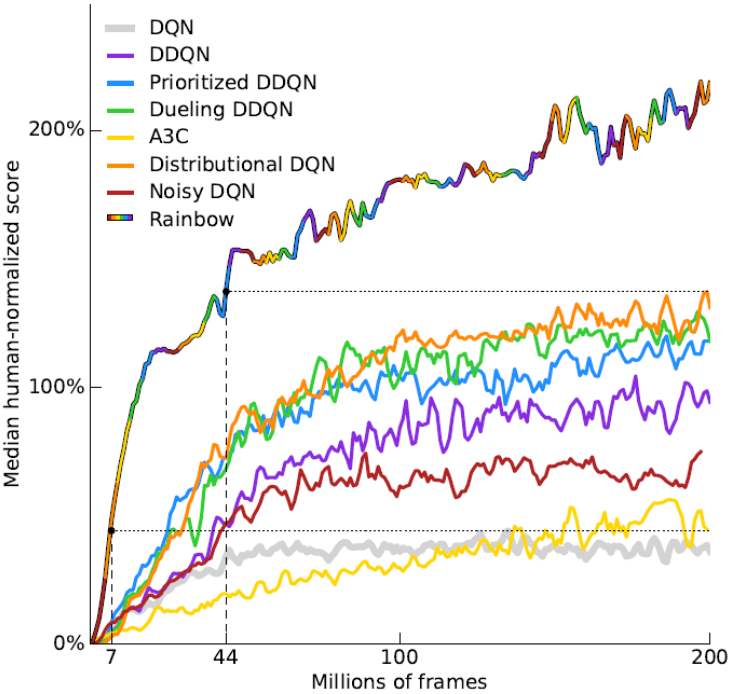 DQN
DDQN
Prioritized DDQN
Dueling DDQN
A3C
Distributional DQN
Noisy DQN
Rainbow
Median human-normalized score
200%
100%
0%
7 44 100 200
Millions of frames